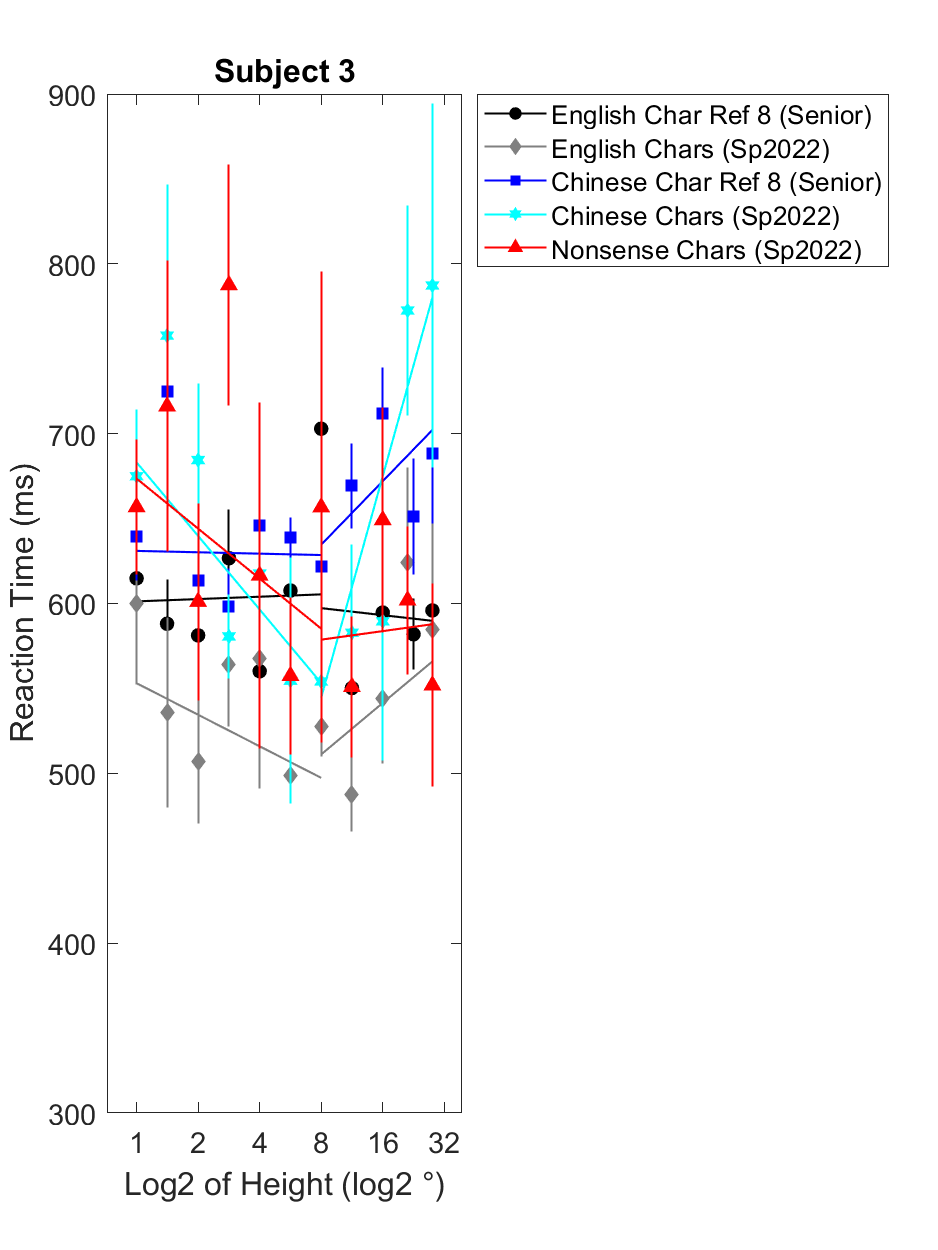 Subject 3
900
800
700
600
500
400
300
Reaction Time (ms)
1 2 4 8 16 32
Log2 of Height (log2 °)
English Char Ref 8 (Senior)
English Chars (Sp2022)
Chinese Char Ref 8 (Senior)
Chinese Chars (Sp2022)
Nonsense Chars (Sp2022)